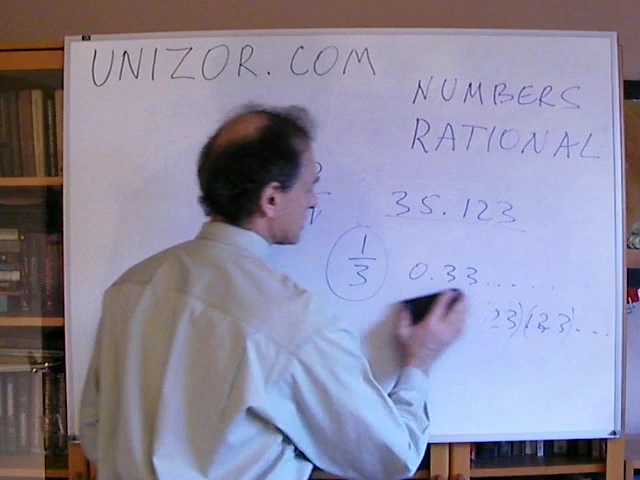 UNIZOR.COM
NUMBERS
RATIONAL
35.123
1/3 0.33.....
23)(123)...